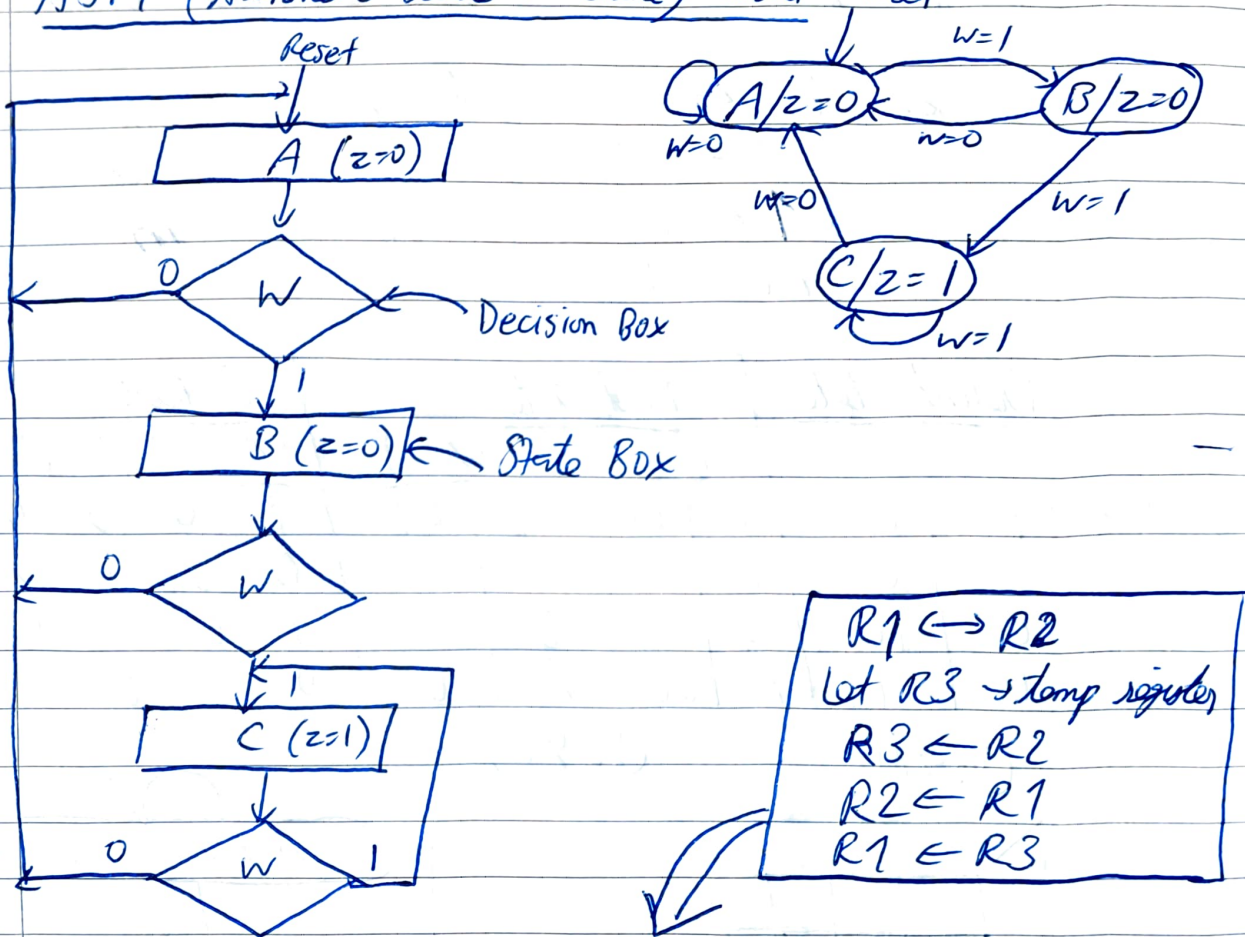 Reset
A (z=0)
0
W
Decision Box
1
B (z=0)
State Box
0
W
1
C (z=1)
0
W
1
W=1
A/z=0
B/z=0
W=0
W=0
W=0
W=1
C/z=1
W=1
R1 ↔ R2
Let R3 → temp register
R3 ← R2
R2 ← R1
R1 ← R3